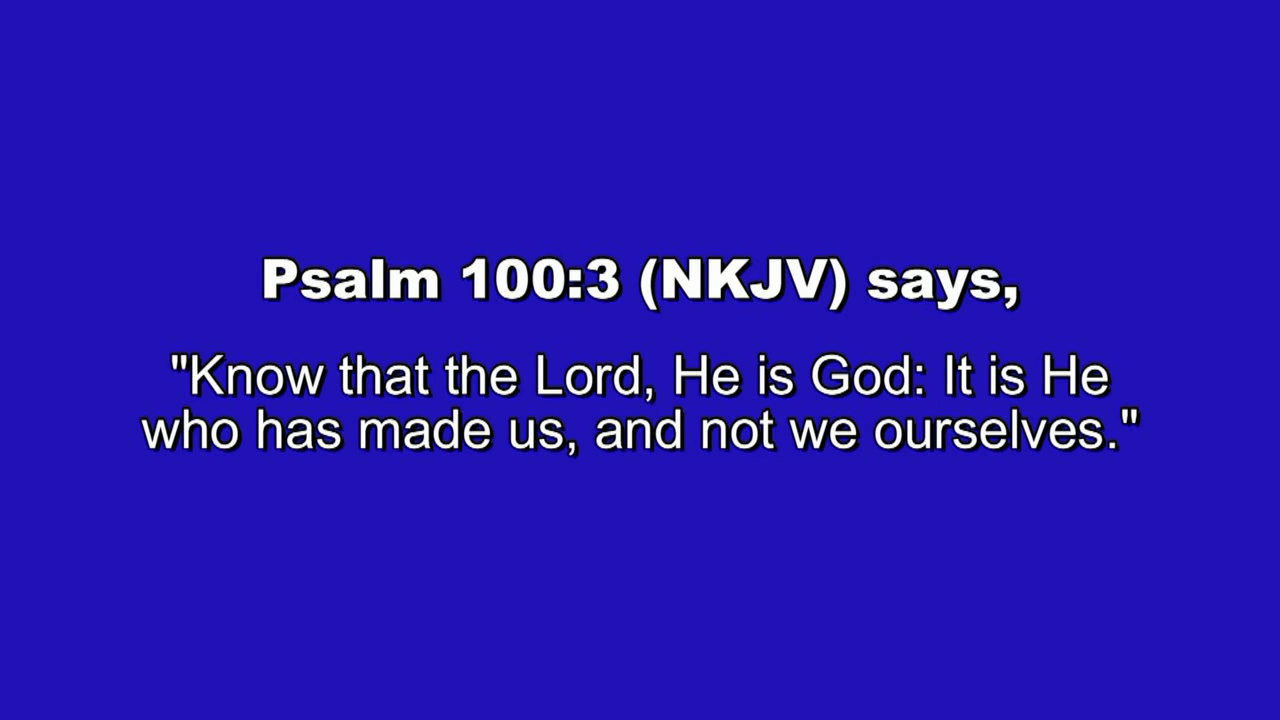 Psalm 100:3 (NKJV) says,
"Know that the Lord, He is God: It is He
who has made us, and not we ourselves."